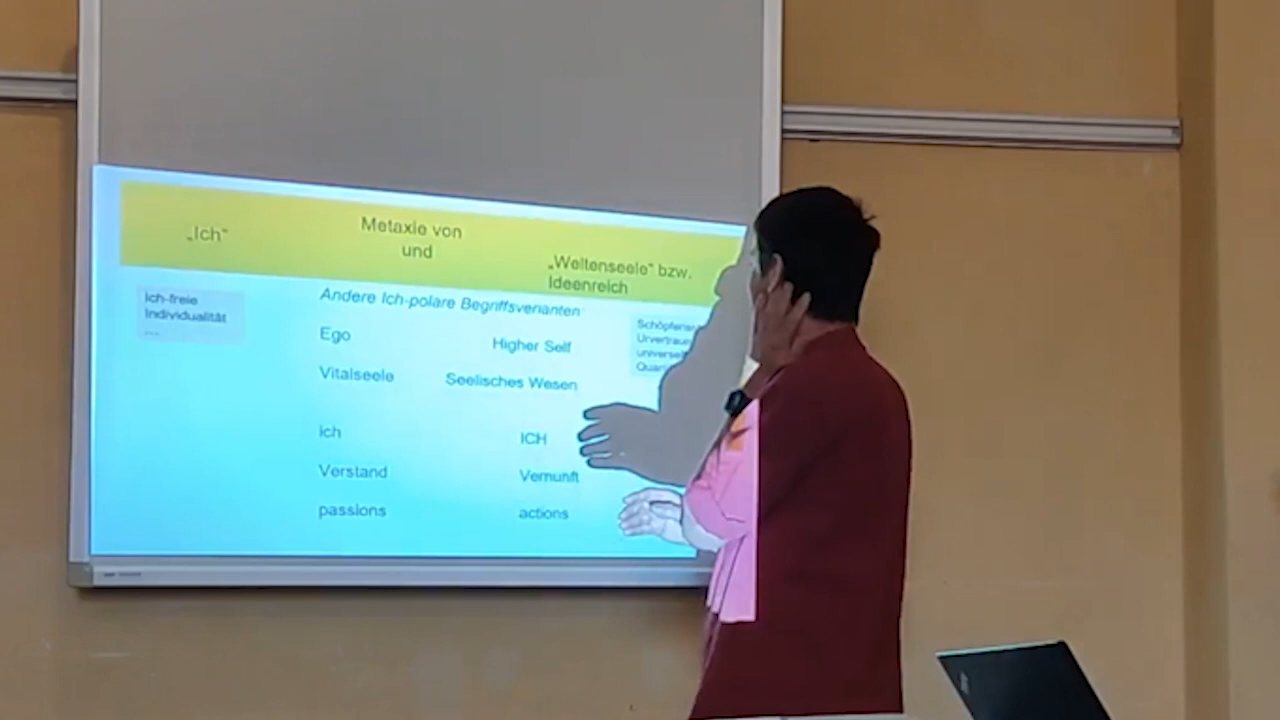 „Ich“
Metaxie von
und
„Weltenseele“ bzw.
Ideenreich
Ich-freie
Individualität
...
Andere Ich-polare Begriffsvarianten
Ego
Higher Self
Vitalseele
Seelisches Wesen
Ich
ICH
Verstand
Vernunft
passions
actions